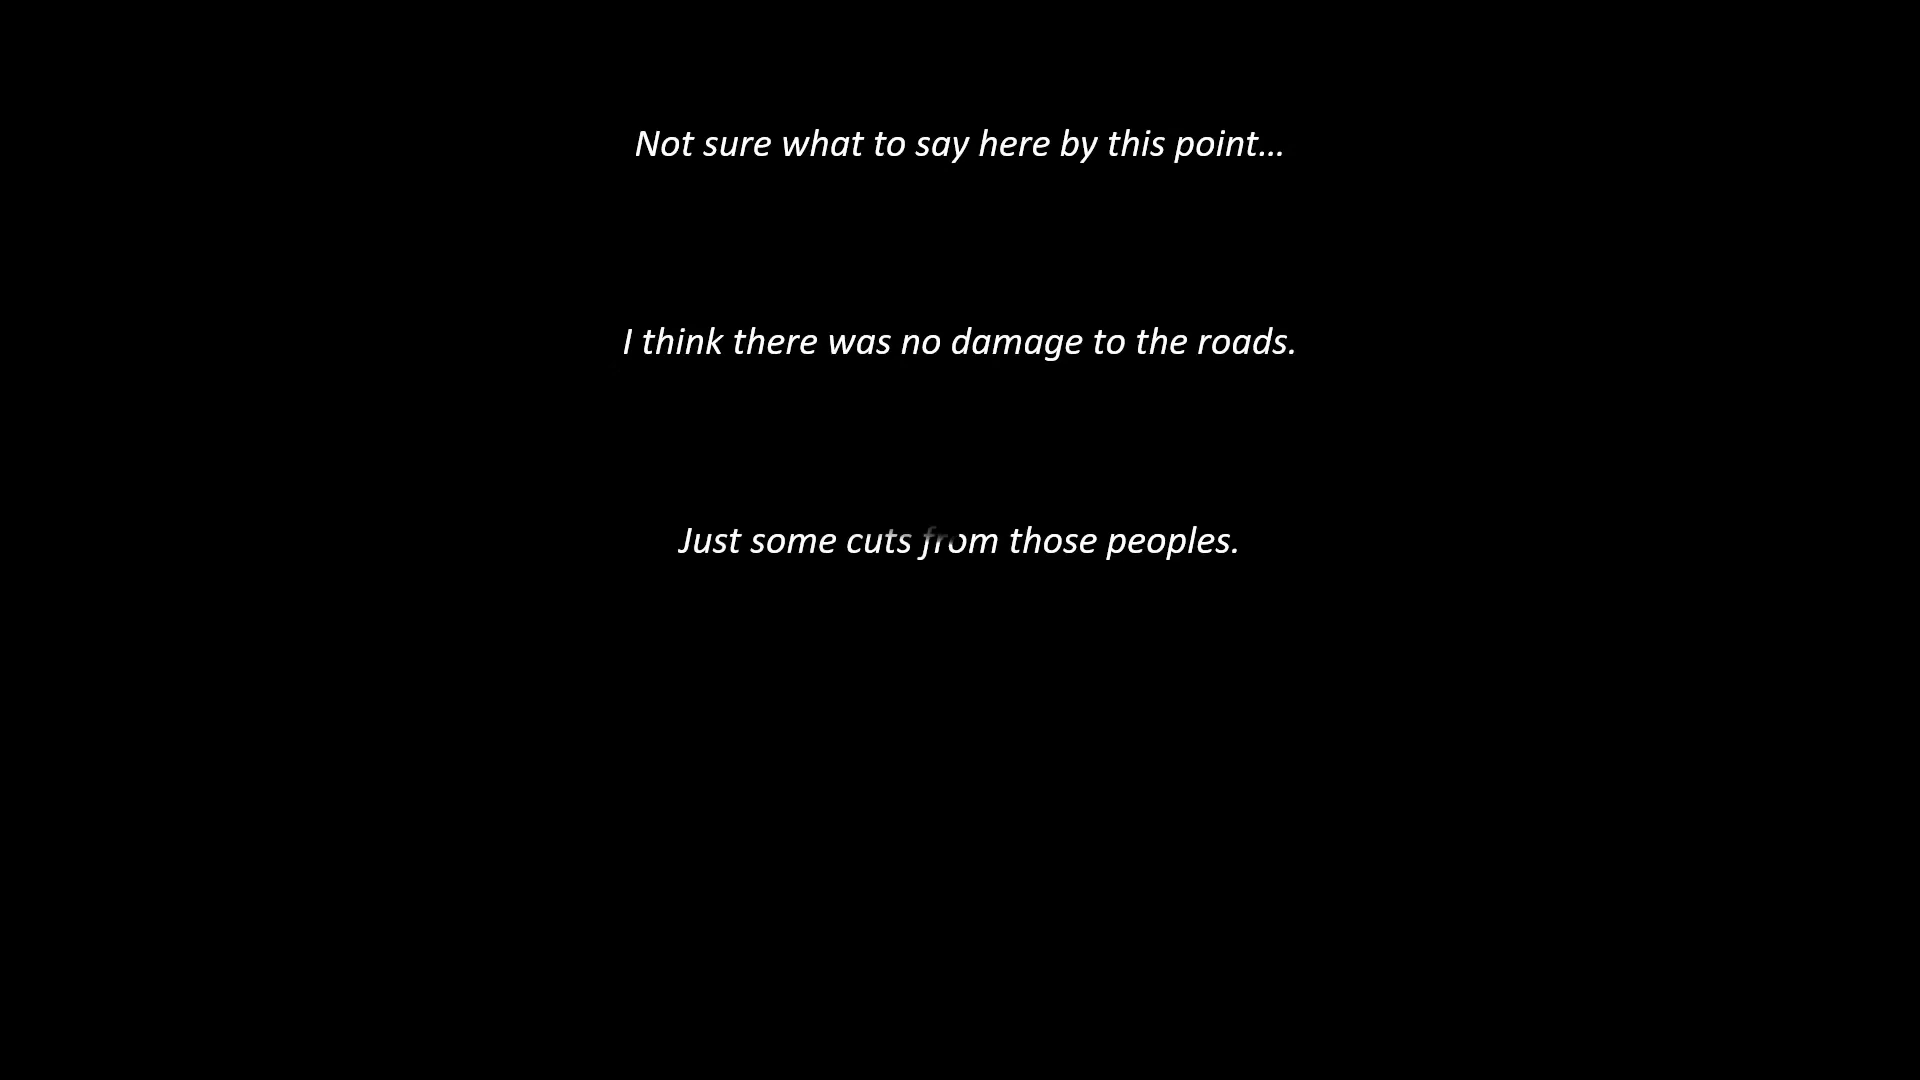 Not sure what to say here by this point...
I think there was no damage to the roads.
Just some cuts from those peoples.